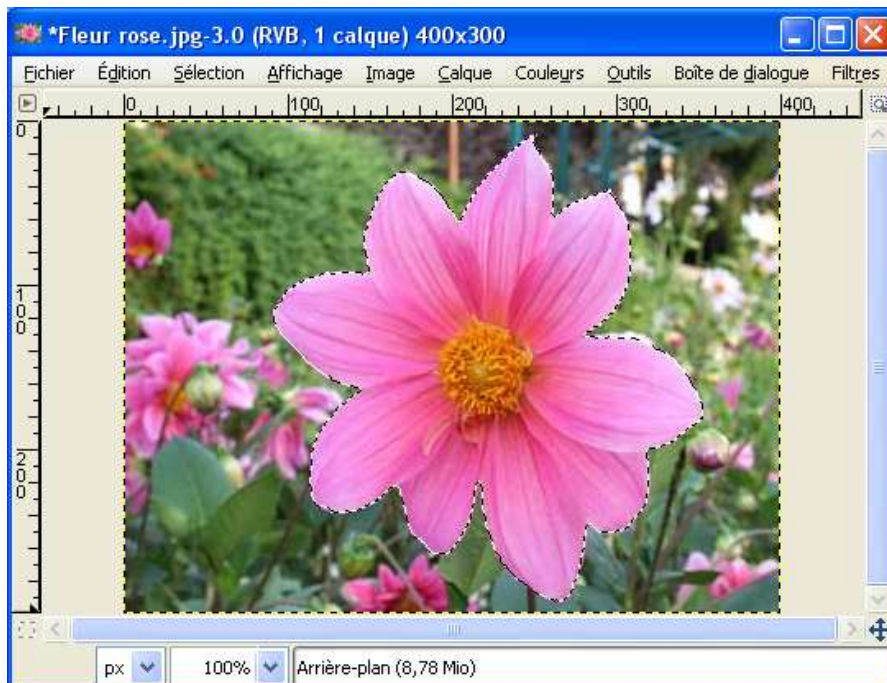 *Fleur rose.jpg-3.0 (RVB, 1 calque) 400x300
Fichier Édition Sélection Affichage Image Calque Couleurs Outils Boîte de dialogue Filtres
0 100 200 300 400
0
100
200
px 100% Arrière-plan (8,78 Mio)